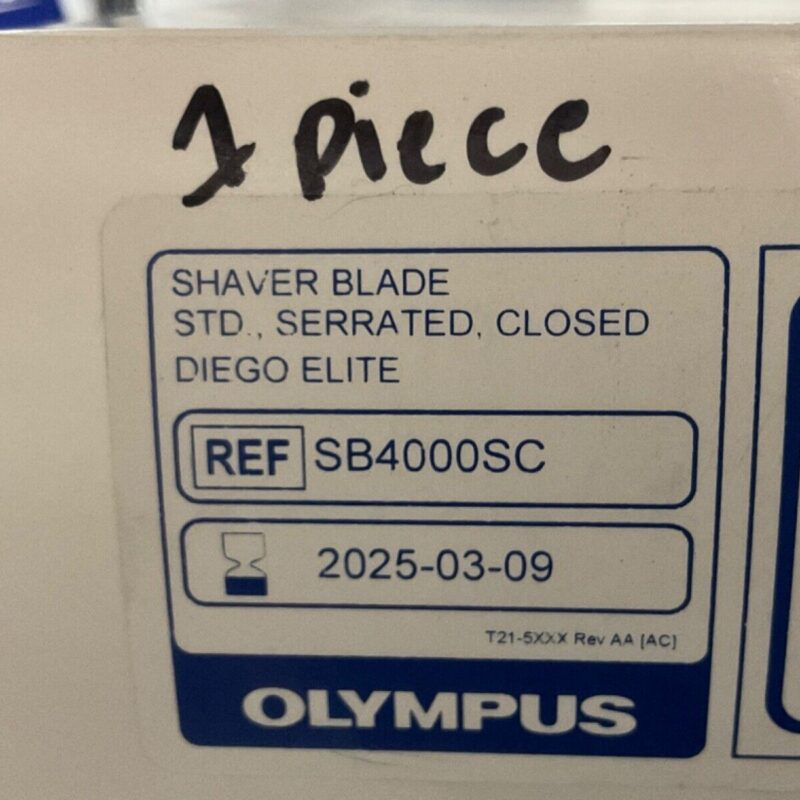 1 piece
SHAVER BLADE
STD., SERRATED, CLOSED
DIEGO ELITE
REF SB4000SC
2025-03-09
T21-5XXX Rev AA (AC)
OLYMPUS